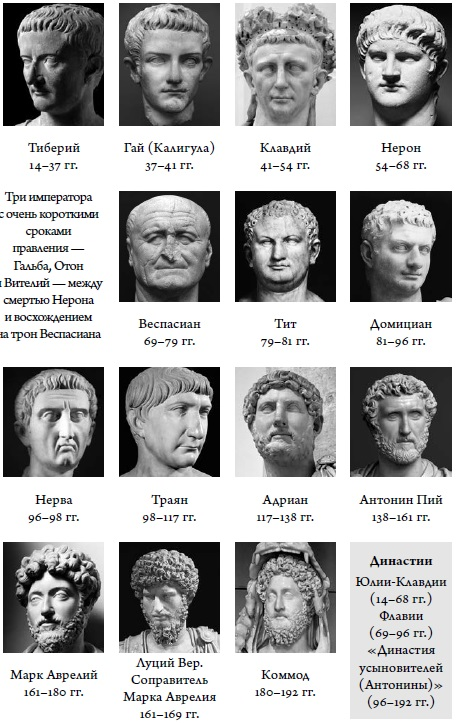 Тиберий
14–37 гг.
Гай (Калигула)
37–41 гг.
Клавдий
41–54 гг.
Нерон
54–68 гг.
Три императора
с очень короткими
сроками
правления —
Гальба, Отон
и Вителий — между
смертью Нерона
и восхождением
на трон Веспасиана
Веспасиан
69–79 гг.
Тит
79–81 гг.
Домициан
81–96 гг.
Нерва
96–98 гг.
Траян
98–117 гг.
Адриан
117–138 гг.
Антонин Пий
138–161 гг.
Марк Аврелий
161–180 гг.
Луций Вер.
Соправитель
Марка Аврелия
161–169 гг.
Коммод
180–192 гг.
Династии
Юлии-Клавдии
(14–68 гг.)
Флавии
(69–96 гг.)
«Династия
усыновителей
(Антонины)»
(96–192 гг.)